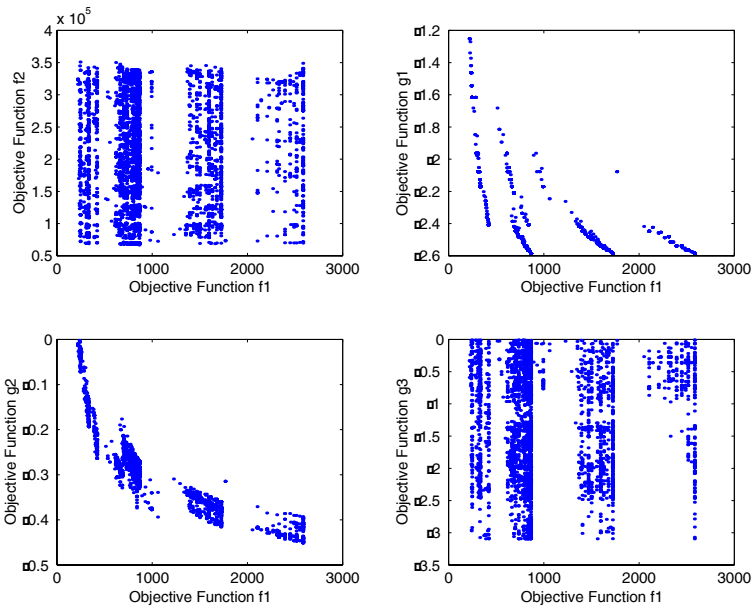 x 10^5
4
3.5
3
2.5
2
1.5
1
0.5
Objective Function f2
0 1000 2000 3000
Objective Function f1
□1.2
□1.4
□1.6
□1.8
□2
□2.2
□2.4
□2.6
Objective Function g1
0 1000 2000 3000
Objective Function f1
0
□0.1
□0.2
□0.3
□0.4
□0.5
Objective Function g2
0 1000 2000 3000
Objective Function f1
0
□0.5
□1
□1.5
□2
□2.5
□3
□3.5
Objective Function g3
0 1000 2000 3000
Objective Function f1